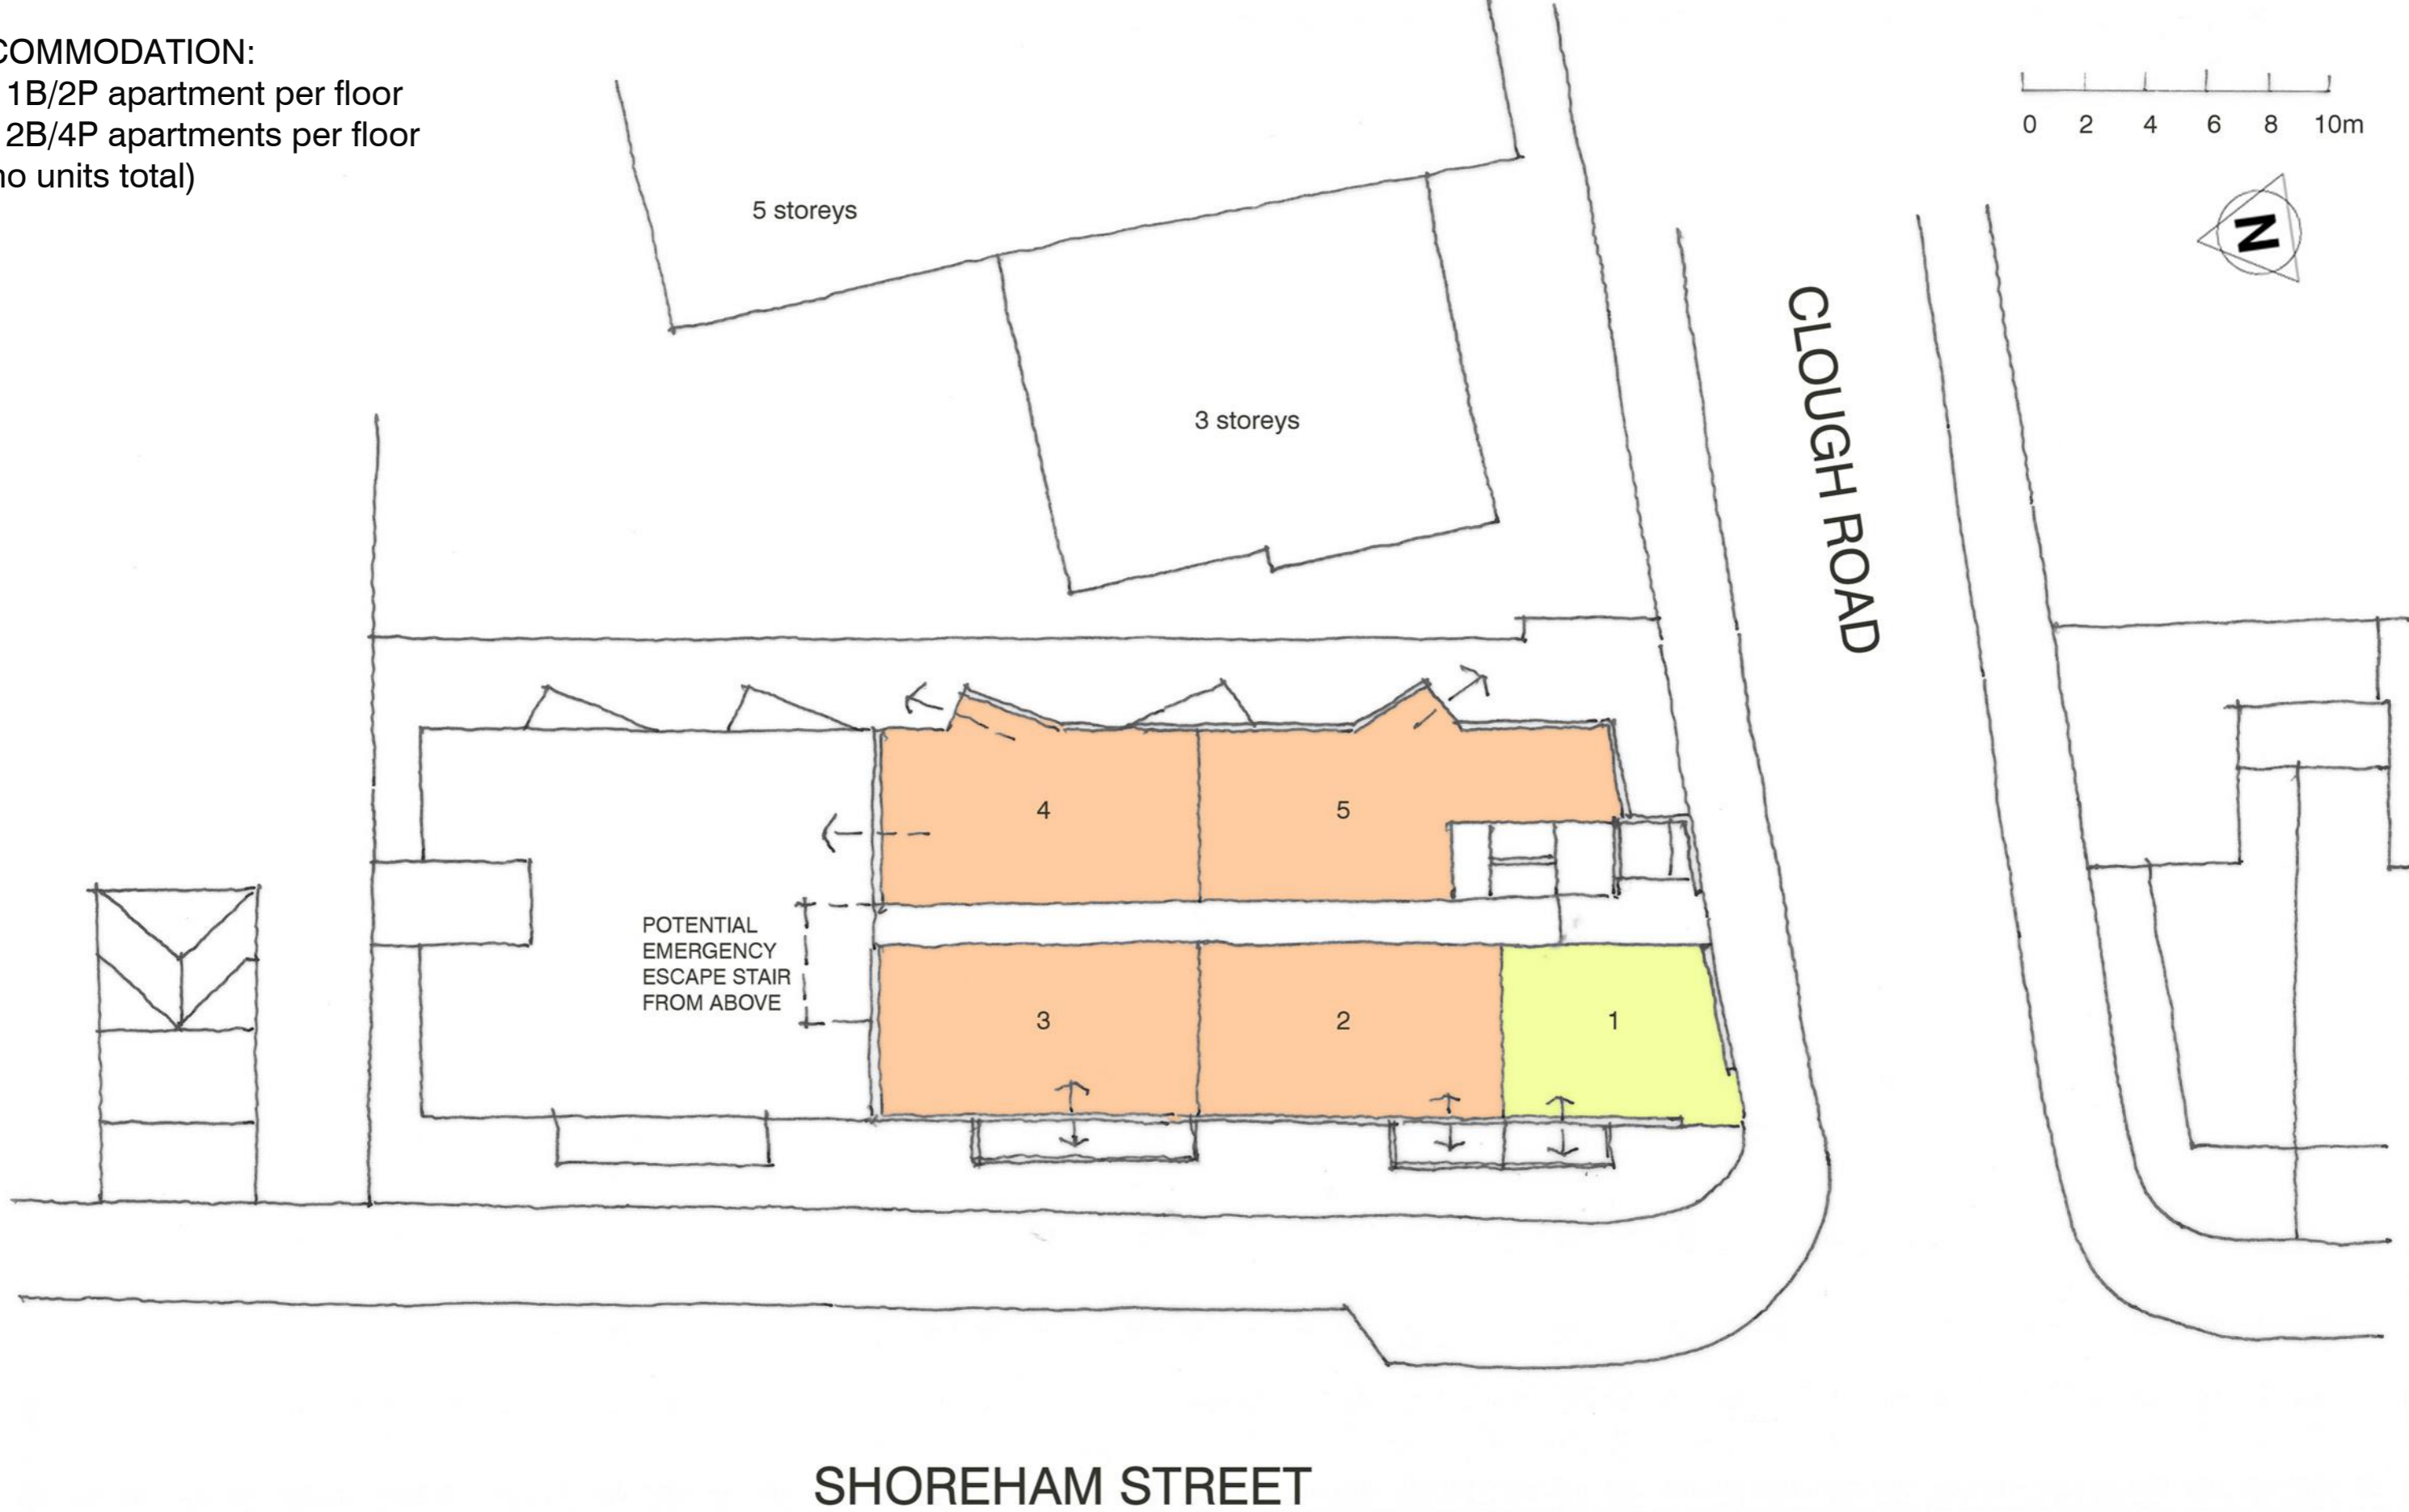 COMMODATION:
1B/2P apartment per floor
2B/4P apartments per floor
no units total)
5 storeys
3 storeys
0 2 4 6 8 10m
N
CLOUGH ROAD
4
5
POTENTIAL
EMERGENCY
ESCAPE STAIR
FROM ABOVE
3
2
1
SHOREHAM STREET